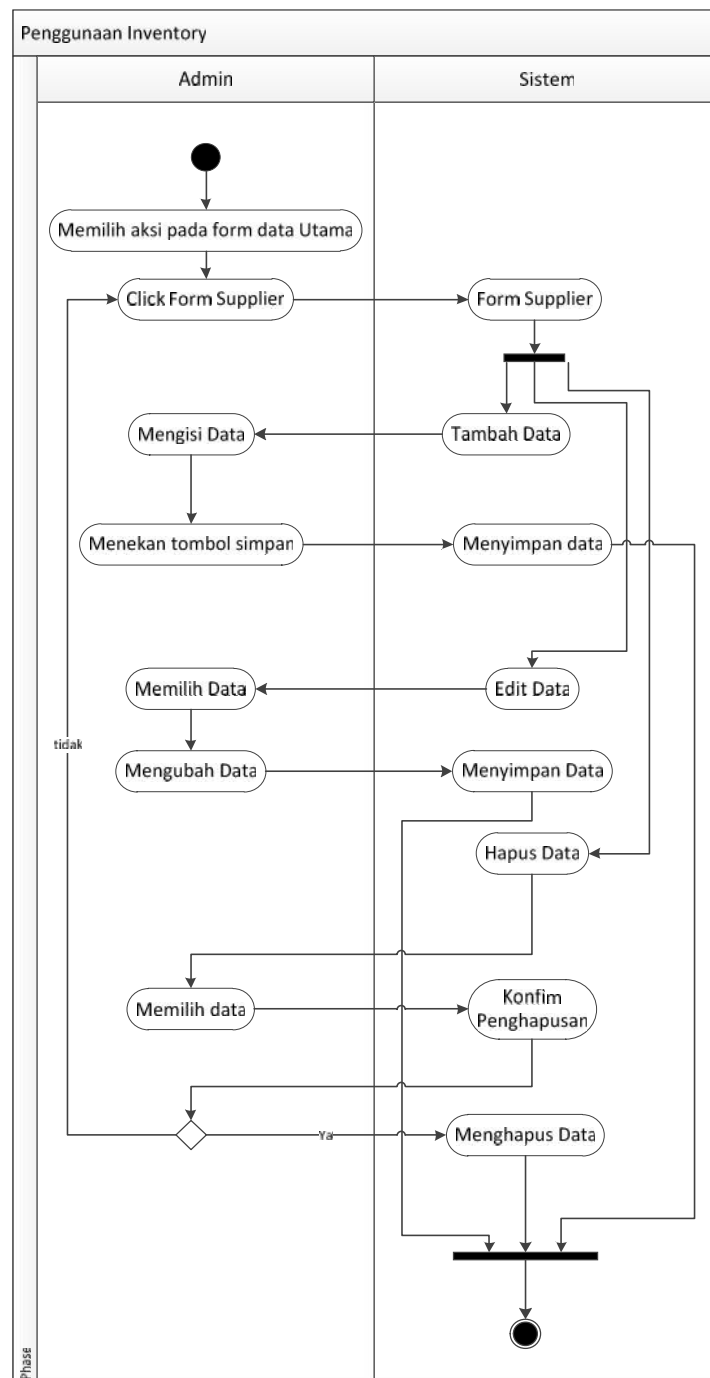 Penggunaan Inventory
Admin
Sistem
Memilih aksi pada form data Utama
Click Form Supplier
Form Supplier
Mengisi Data
Tambah Data
Menekan tombol simpan
Menyimpan data
Memilih Data
Edit Data
tidak
Mengubah Data
Menyimpan Data
Hapus Data
Memilih data
Konfim
Penghapusan
Ya
Menghapus Data
Phase